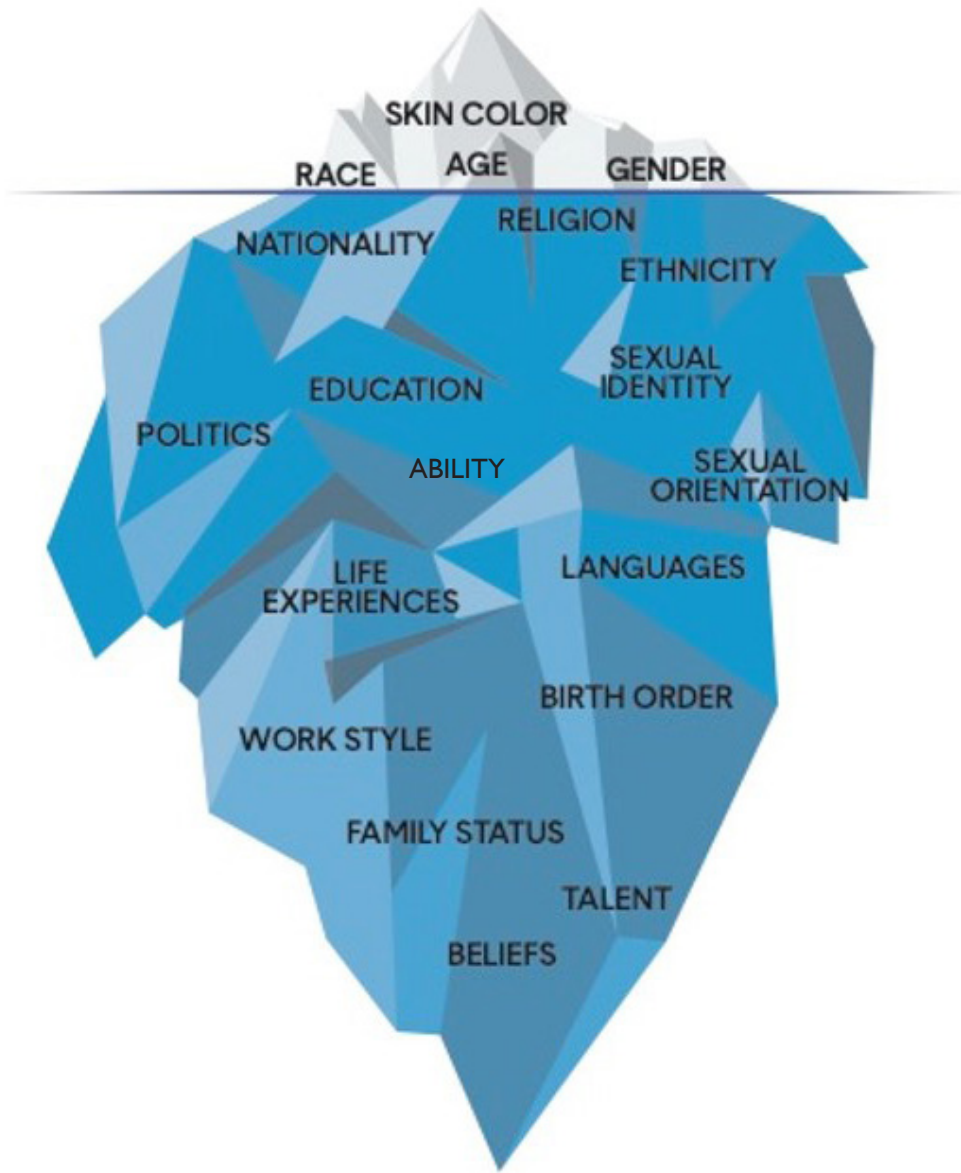 SKIN COLOR
AGE
RACE
GENDER
RELIGION
NATIONALITY
ETHNICITY
SEXUAL
IDENTITY
EDUCATION
POLITICS
ABILITY
SEXUAL
ORIENTATION
LANGUAGES
LIFE
EXPERIENCES
BIRTH ORDER
WORK STYLE
FAMILY STATUS
TALENT
BELIEFS